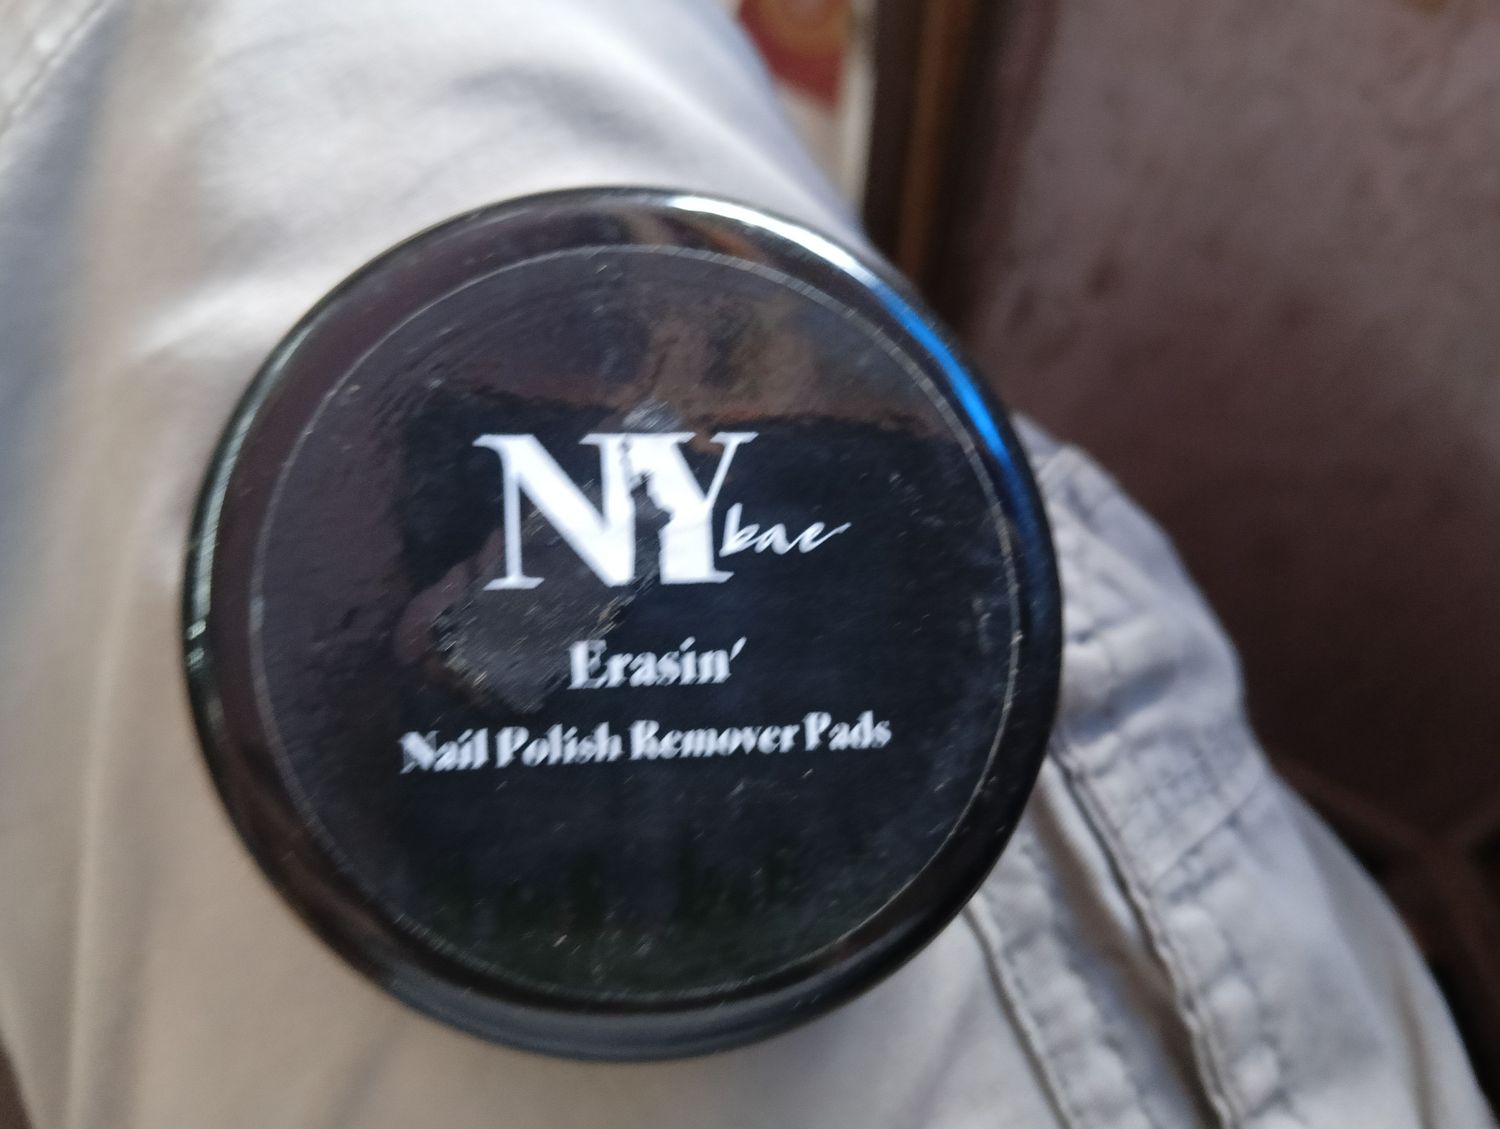 NY bae
Erasin'
Nail Polish Remover Pads